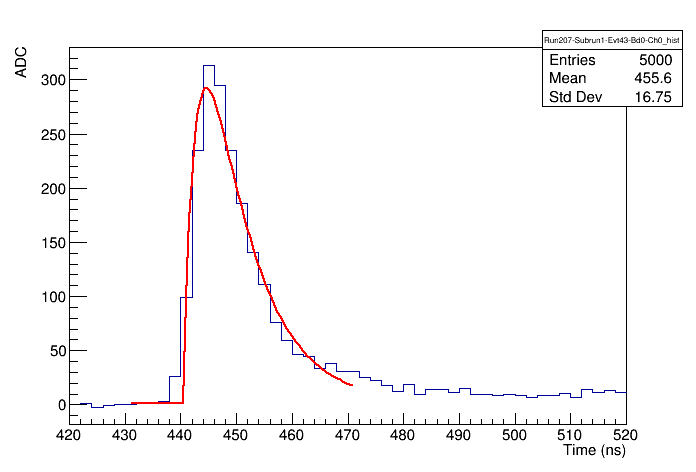 Run207-Subrun1-Evt43-Bd0-Ch0_hist
Entries 5000
Mean 455.6
Std Dev 16.75
ADC
300
250
200
150
100
50
0
420 430 440 450 460 470 480 490 500 510 520
Time (ns)